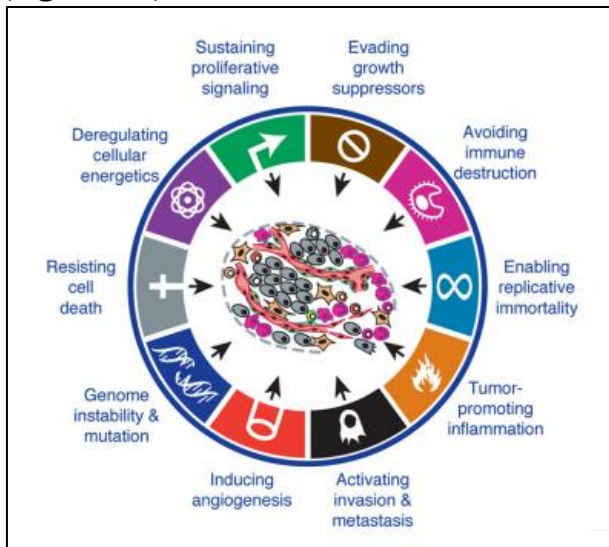 Sustaining
proliferative
signaling
Evading
growth
suppressors
Avoiding
immune
destruction
Enabling
replicative
immortality
Tumor-
promoting
inflammation
Activating
invasion &
metastasis
Inducing
angiogenesis
Genome
instability &
mutation
Resisting
cell
death
Deregulating
cellular
energetics